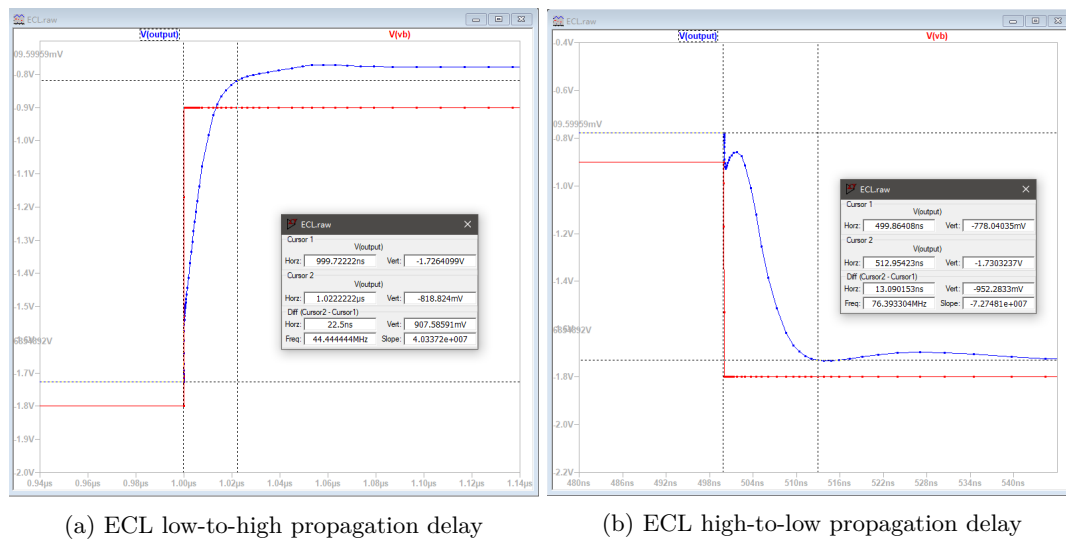 ECL.raw
V(output)
V(vb)
09.59959mV
-0.8V
-0.9V
-1.0V
-1.1V
-1.2V
-1.3V
-1.4V
-1.5V
-1.7V
-1.8V
-1.9V
-2.0V
0.94µs 0.96µs 0.98µs 1.00µs 1.02µs 1.04µs 1.06µs 1.08µs 1.10µs 1.12µs 1.14µs
ECL.raw
Cursor 1
V(output)
Horz: 999.72222ns Vert: -1.7264099V
Cursor 2
V(output)
Horz: 1.0222222µs Vert: -818.824mV
Diff (Cursor2 - Cursor1)
Horz: 22.5ns Vert: 907.58591mV
Freq: 44.444444MHz Slope: 4.03372e+007
(a) ECL low-to-high propagation delay
ECL.raw
V(output)
V(vb)
-0.4V
-0.6V
09.59959mV
-0.8V
-1.0V
-1.2V
-1.4V
-1.8V
-2.0V
-2.2V
480ns 486ns 492ns 498ns 504ns 510ns 516ns 522ns 528ns 534ns 540ns
ECL.raw
Cursor 1
V(output)
Horz: 499.86408ns Vert: -778.04035mV
Cursor 2
V(output)
Horz: 512.95423ns Vert: -1.7303237V
Diff (Cursor2 - Cursor1)
Horz: 13.090153ns Vert: -952.2833mV
Freq: 76.393304MHz Slope: -7.27481e+007
(b) ECL high-to-low propagation delay